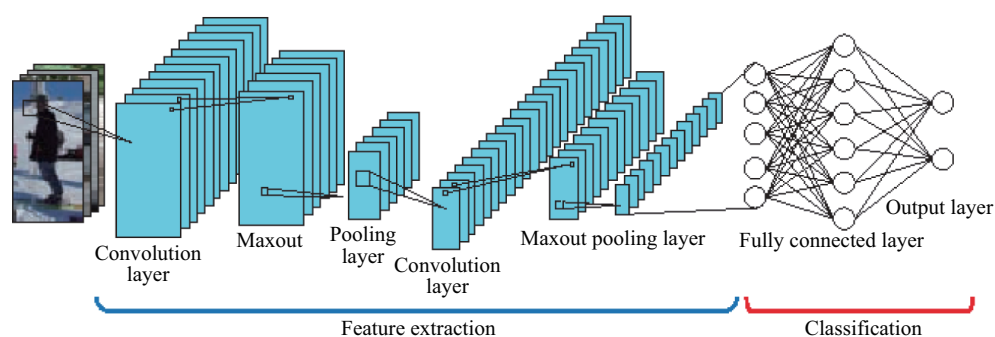 Convolution
layer
Maxout
Pooling
layer
Convolution
layer
Maxout pooling layer
Fully connected layer
Output layer
Feature extraction
Classification